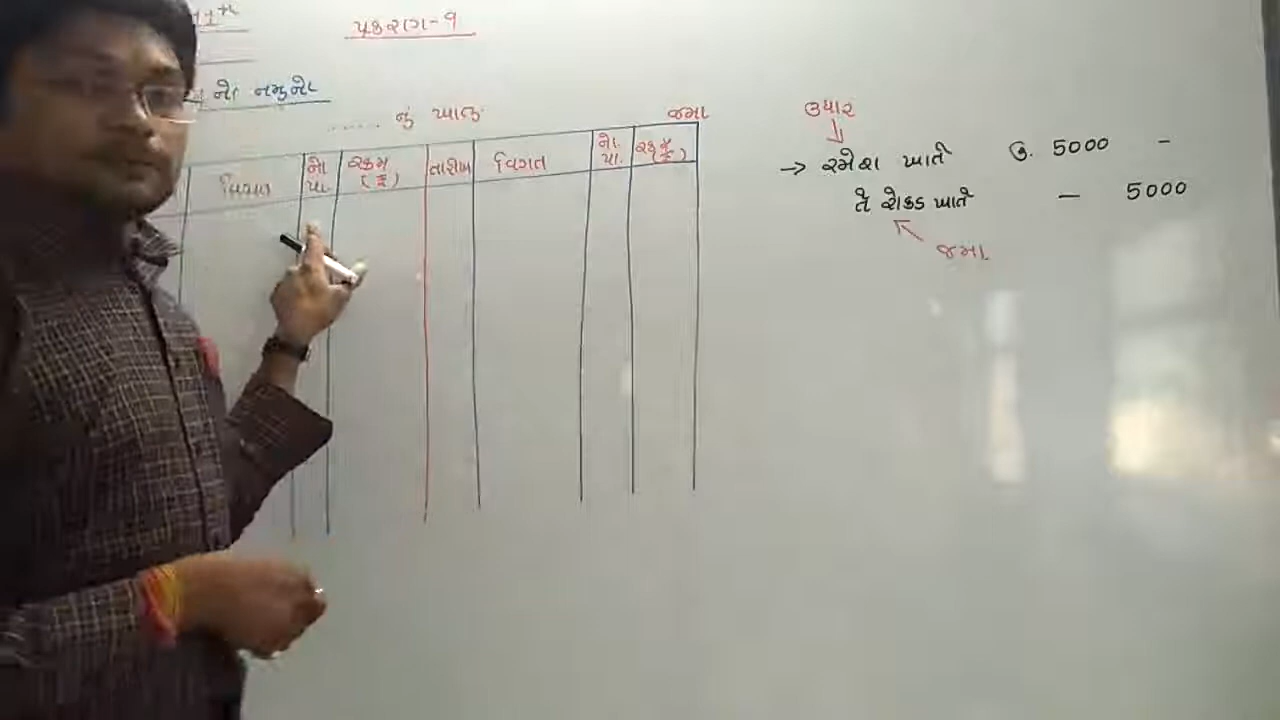 પ્રકરણ-૧
નો નમુનો
...... નું ખાતું જમા
વિગત નો. પા. રકમ (₹) તારીખ વિગત નો. પા. રકમ (₹)
ઉધાર
→ રમેશ ખાતે ઉ. 5000 -
તે રોકડ ખાતે - 5000
જમા